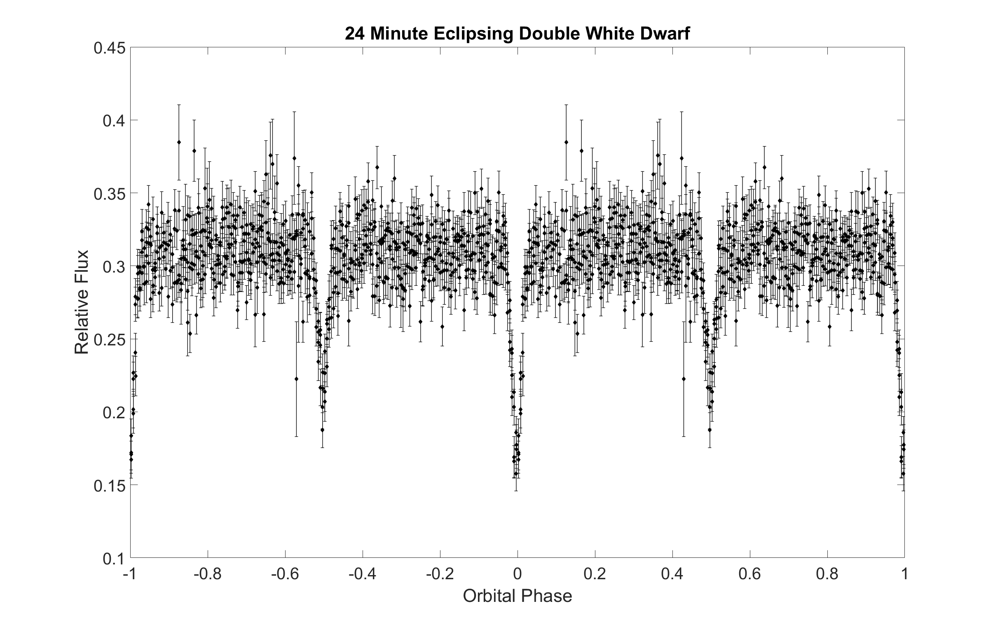 24 Minute Eclipsing Double White Dwarf
0.45
0.4
0.35
0.3
0.25
0.2
0.15
0.1
Relative Flux
-1 -0.8 -0.6 -0.4 -0.2 0 0.2 0.4 0.6 0.8 1
Orbital Phase